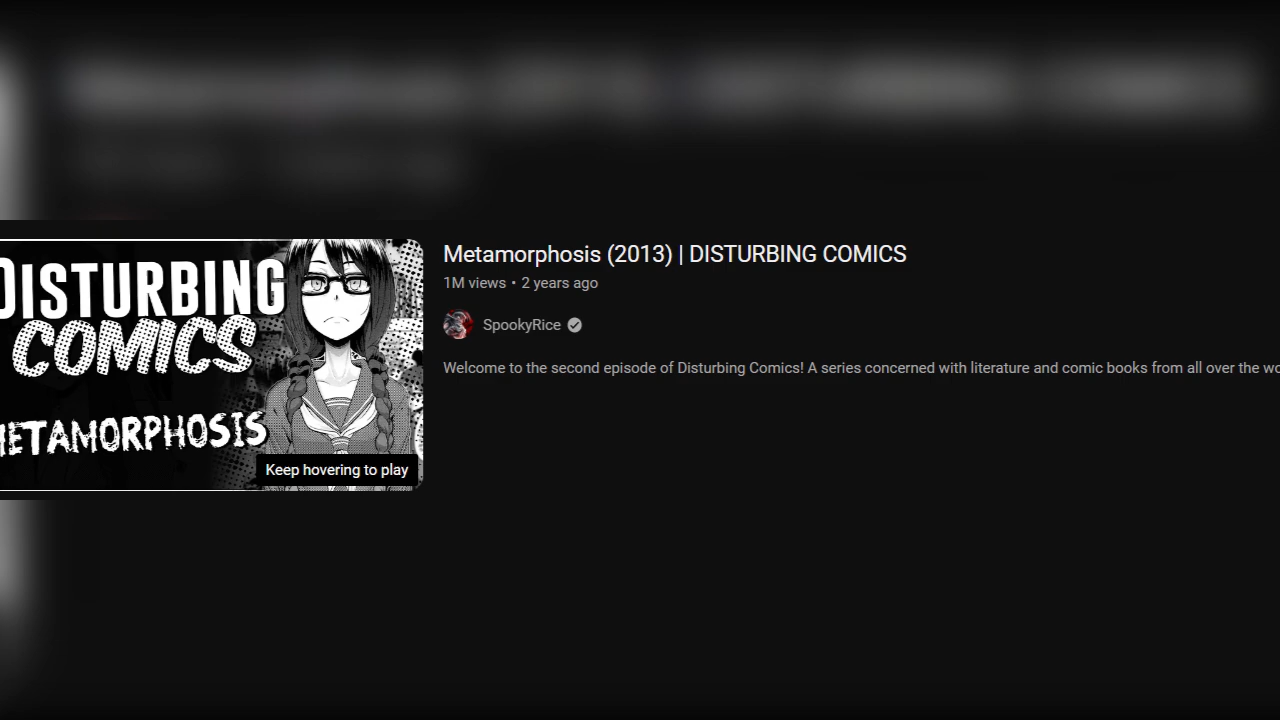 DISTURBING
COMICS
METAMORPHOSIS
Keep hovering to play
Metamorphosis (2013) | DISTURBING COMICS
1M views • 2 years ago
SpookyRice
Welcome to the second episode of Disturbing Comics! A series concerned with literature and comic books from all over the